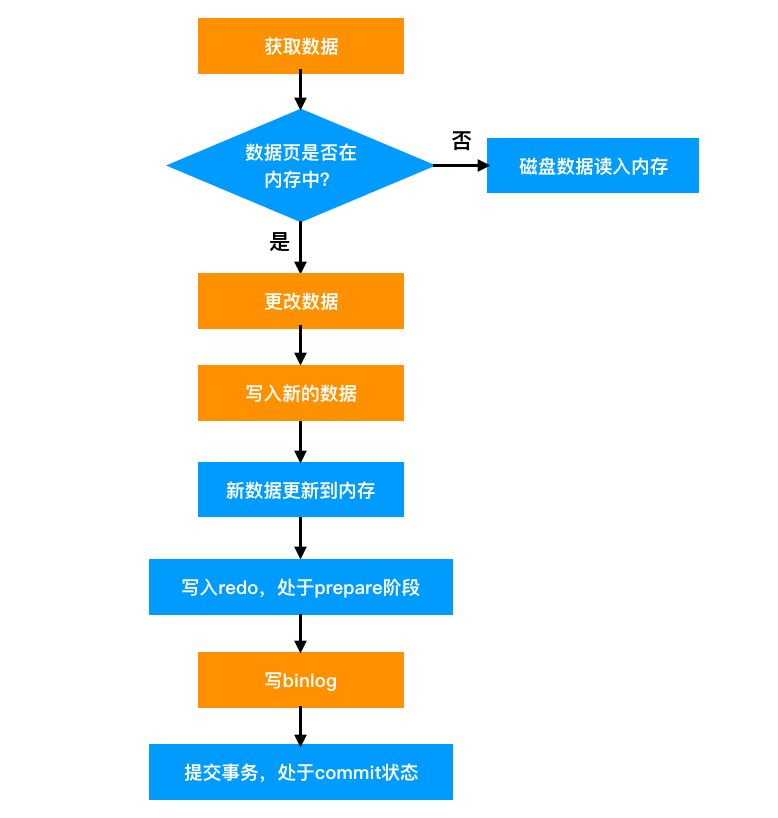 获取数据
数据页是否在
内存中?
否
磁盘数据读入内存
是
更改数据
写入新的数据
新数据更新到内存
写入redo，处于prepare阶段
写binlog
提交事务，处于commit状态